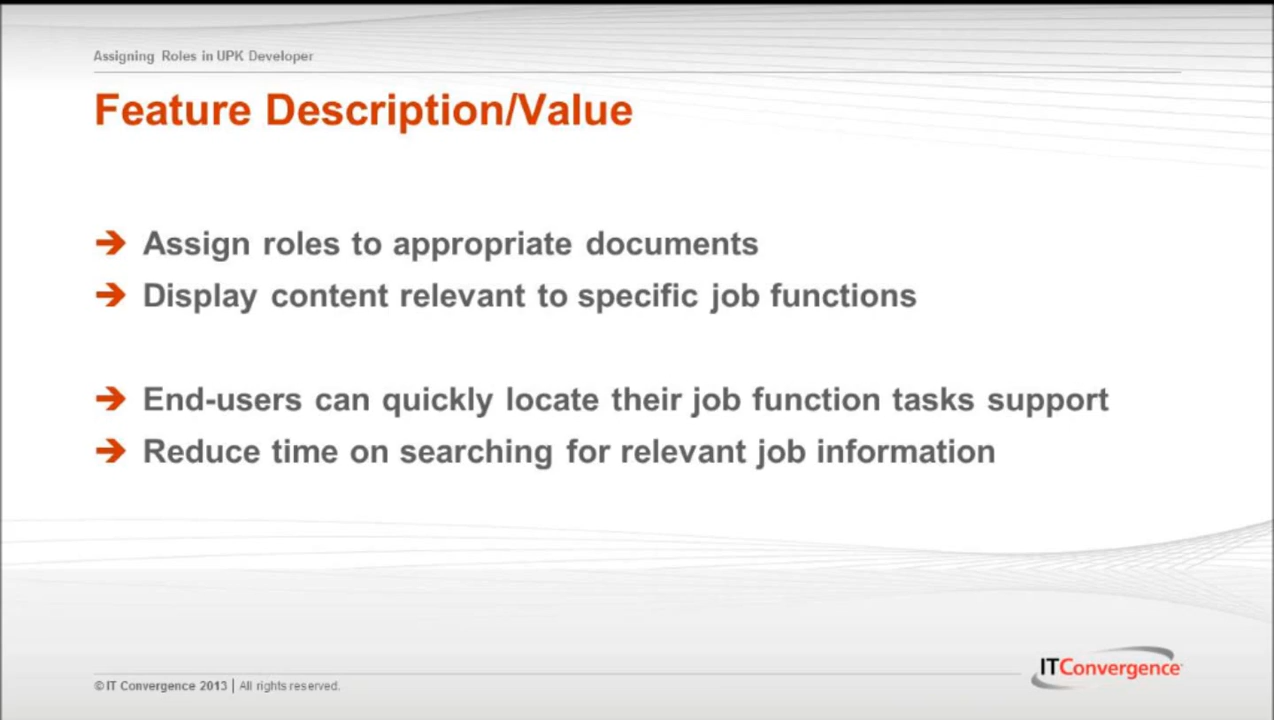 Assigning Roles in UPK Developer
Feature Description/Value
➔ Assign roles to appropriate documents
➔ Display content relevant to specific job functions
➔ End-users can quickly locate their job function tasks support
➔ Reduce time on searching for relevant job information
© IT Convergence 2013 | All rights reserved.
ITConvergence